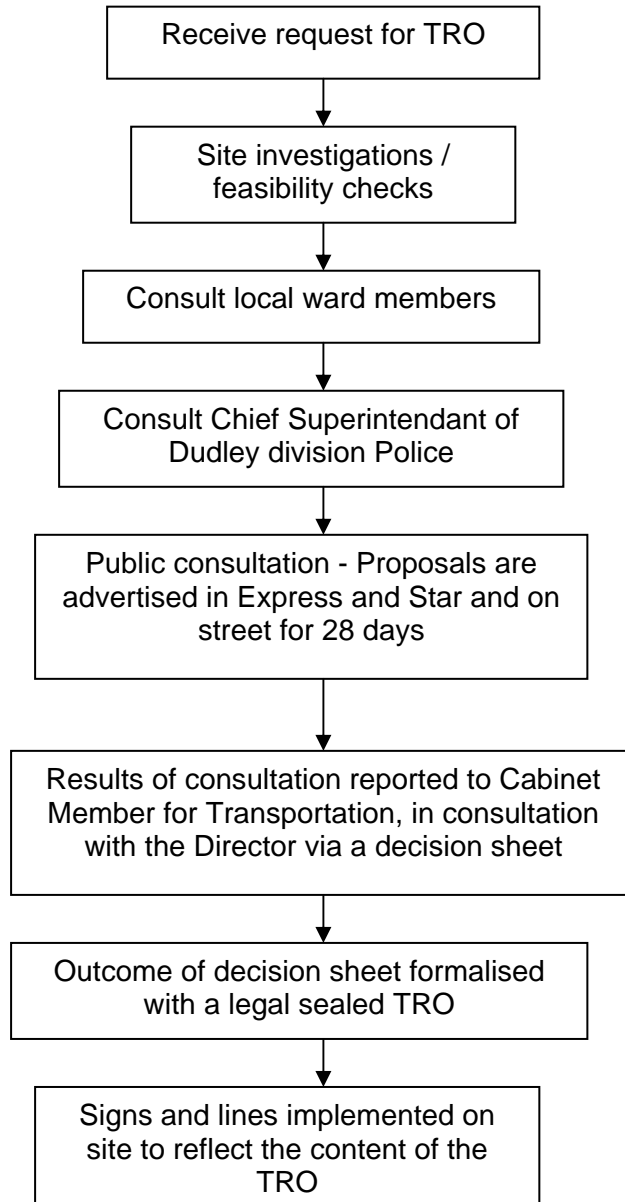 Receive request for TRO
Site investigations /
feasibility checks
Consult local ward members
Consult Chief Superintendant of
Dudley division Police
Public consultation - Proposals are
advertised in Express and Star and on
street for 28 days
Results of consultation reported to Cabinet
Member for Transportation, in consultation
with the Director via a decision sheet
Outcome of decision sheet formalised
with a legal sealed TRO
Signs and lines implemented on
site to reflect the content of the
TRO